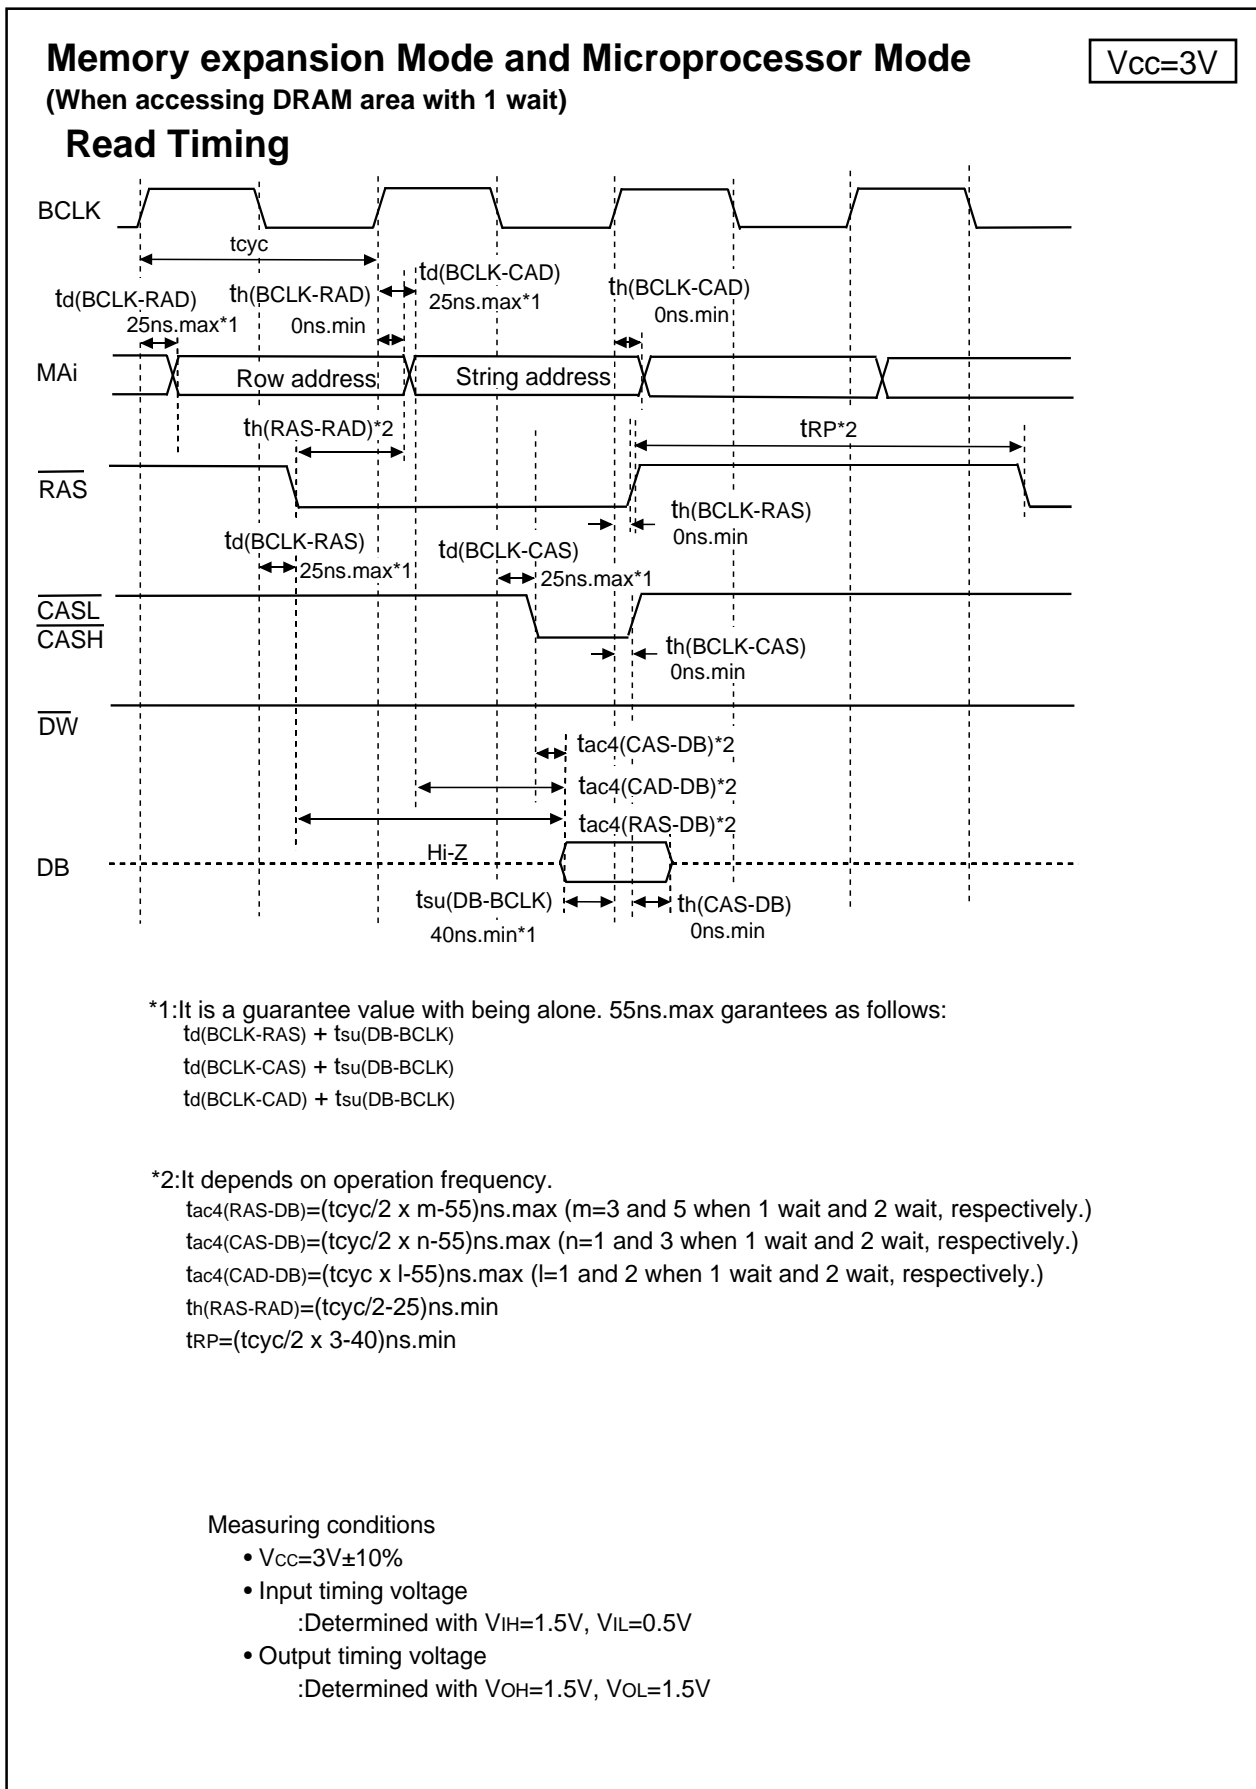 Memory expansion Mode and Microprocessor Mode
Vcc=3V
(When accessing DRAM area with 1 wait)
Read Timing
BCLK
tcyc
td(BCLK-RAD)
25ns.max*1
th(BCLK-RAD)
0ns.min
td(BCLK-CAD)
25ns.max*1
th(BCLK-CAD)
0ns.min
MAi
Row address
String address
th(RAS-RAD)*2
tRP*2
RAS
th(BCLK-RAS)
0ns.min
td(BCLK-RAS)
25ns.max*1
td(BCLK-CAS)
25ns.max*1
CASL
CASH
th(BCLK-CAS)
0ns.min
DW
tac4(CAS-DB)*2
tac4(CAD-DB)*2
tac4(RAS-DB)*2
Hi-Z
DB
tsu(DB-BCLK)
40ns.min*1
th(CAS-DB)
0ns.min
*1:It is a guarantee value with being alone. 55ns.max garantees as follows:
td(BCLK-RAS) + tsu(DB-BCLK)
td(BCLK-CAS) + tsu(DB-BCLK)
td(BCLK-CAD) + tsu(DB-BCLK)
*2:It depends on operation frequency.
tac4(RAS-DB)=(tcyc/2 x m-55)ns.max (m=3 and 5 when 1 wait and 2 wait, respectively.)
tac4(CAS-DB)=(tcyc/2 x n-55)ns.max (n=1 and 3 when 1 wait and 2 wait, respectively.)
tac4(CAD-DB)=(tcyc x l-55)ns.max (l=1 and 2 when 1 wait and 2 wait, respectively.)
th(RAS-RAD)=(tcyc/2-25)ns.min
tRP=(tcyc/2 x 3-40)ns.min
Measuring conditions
• VCC=3V±10%
• Input timing voltage
:Determined with VIH=1.5V, VIL=0.5V
• Output timing voltage
:Determined with VOH=1.5V, VOL=1.5V